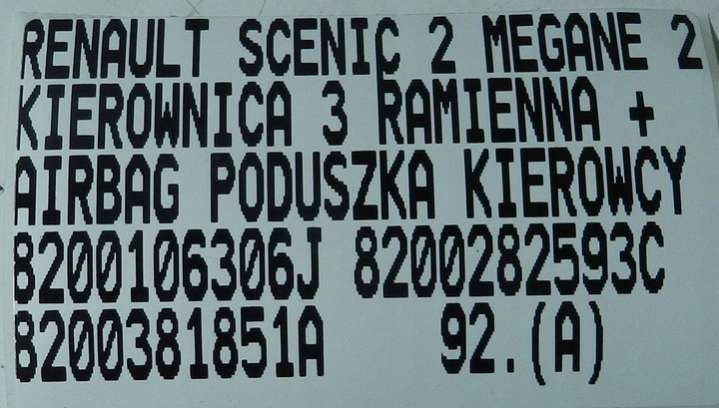 RENAULT SCENIC 2 MEGANE 2
KIEROWNICA 3 RAMIENNA +
AIRBAG PODUSZKA KIEROWCY
8200106306J 8200282593C
8200381851A 92.(A)